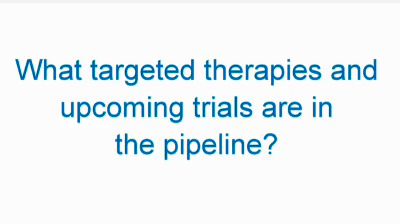 What targeted therapies and
upcoming trials are in
the pipeline?